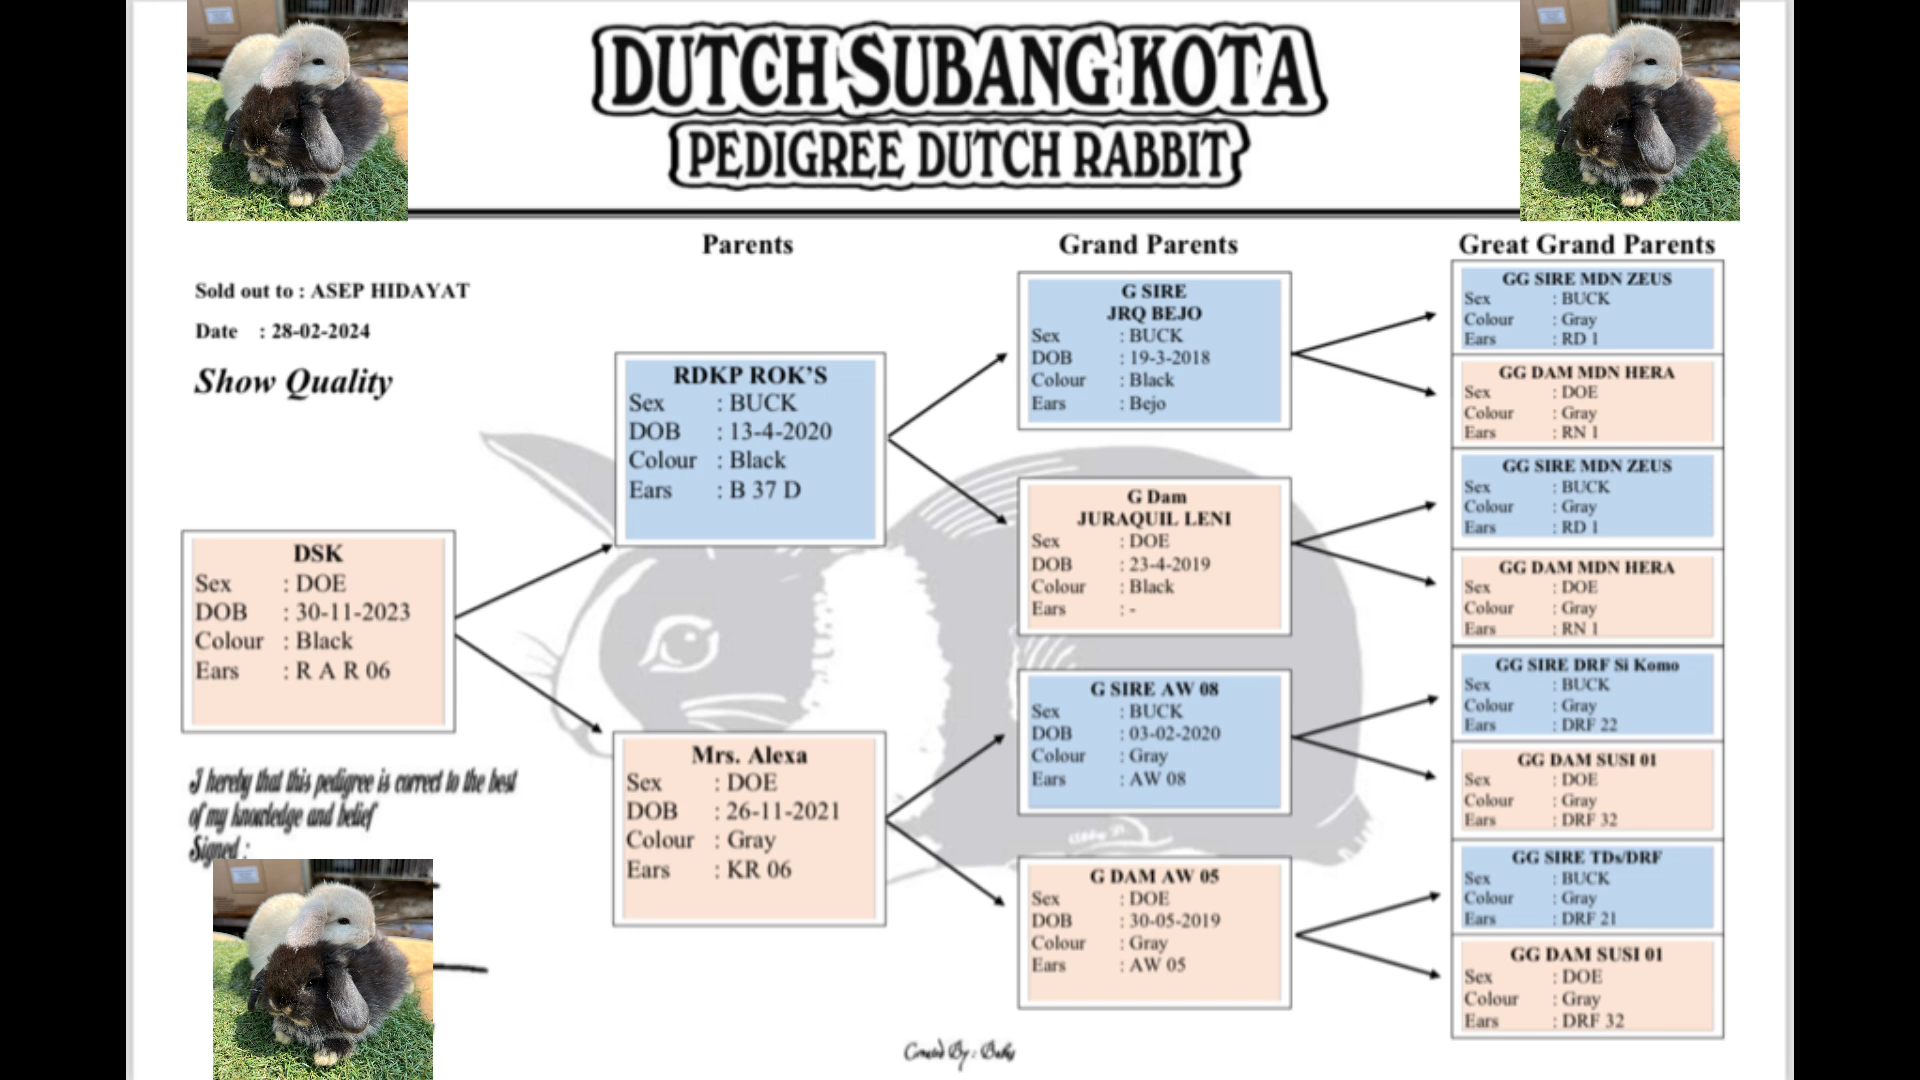 DUTCH SUBANG KOTA
PEDIGREE DUTCH RABBIT
Parents
Grand Parents
Great Grand Parents
Sold out to : ASEP HIDAYAT
Date : 28-02-2024
Show Quality
DSK
Sex : DOE
DOB : 30-11-2023
Colour : Black
Ears : R A R 06
I hereby that this pedigree is correct to the best
of my knowledge and belief
Signed :
RDKP ROK'S
Sex : BUCK
DOB : 13-4-2020
Colour : Black
Ears : B 37 D
Mrs. Alexa
Sex : DOE
DOB : 26-11-2021
Colour : Gray
Ears : KR 06
G SIRE
JRQ BEJO
Sex : BUCK
DOB : 19-3-2018
Colour : Black
Ears : Bejo
G Dam
JURAQUIL LENI
Sex : DOE
DOB : 23-4-2019
Colour : Black
Ears : -
G SIRE AW 08
Sex : BUCK
DOB : 03-02-2020
Colour : Gray
Ears : AW 08
G DAM AW 05
Sex : DOE
DOB : 30-05-2019
Colour : Gray
Ears : AW 05
GG SIRE MDN ZEUS
Sex : BUCK
Colour : Gray
Ears : RD 1
GG DAM MDN HERA
Sex : DOE
Colour : Gray
Ears : RN 1
GG SIRE MDN ZEUS
Sex : BUCK
Colour : Gray
Ears : RD 1
GG DAM MDN HERA
Sex : DOE
Colour : Gray
Ears : RN 1
GG SIRE DRF Si Komo
Sex : BUCK
Colour : Gray
Ears : DRF 22
GG DAM SUSI 01
Sex : DOE
Colour : Gray
Ears : DRF 32
GG SIRE TDs/DRF
Sex : BUCK
Colour : Gray
Ears : DRF 21
GG DAM SUSI 01
Sex : DOE
Colour : Gray
Ears : DRF 32
Created By :